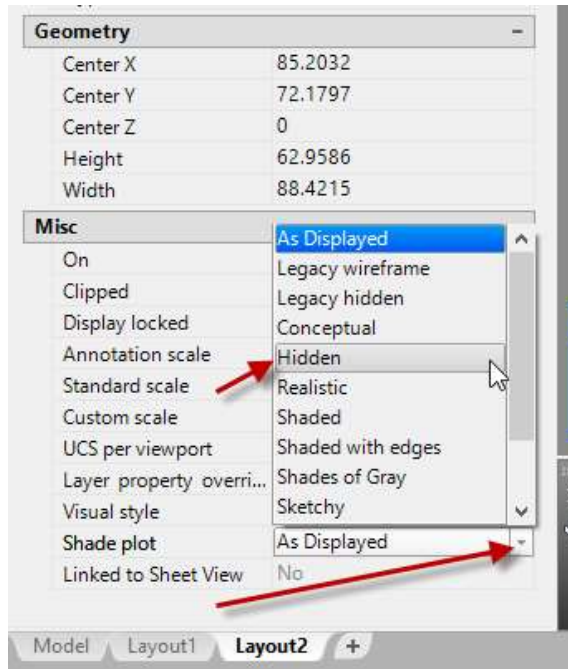 Geometry
Center X 85.2032
Center Y 72.1797
Center Z 0
Height 62.9586
Width 88.4215
Misc
As Displayed
On
Legacy wireframe
Clipped
Legacy hidden
Display locked
Conceptual
Annotation scale
Hidden
Standard scale
Realistic
Custom scale
Shaded
UCS per viewport
Shaded with edges
Layer property overri...
Shades of Gray
Visual style
Sketchy
Shade plot As Displayed
Linked to Sheet View No
Model Layout1 Layout2 +